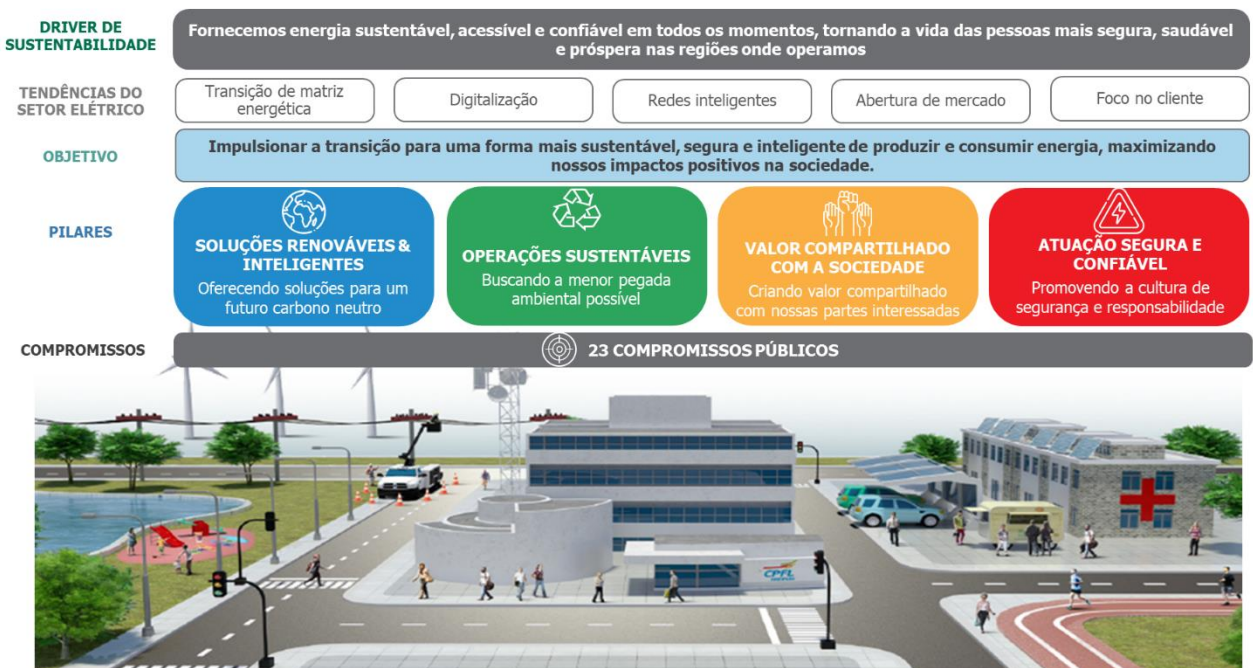 DRIVER DE
SUSTENTABILIDADE
Fornecemos energia sustentável, acessível e confiável em todos os momentos, tornando a vida das pessoas mais segura, saudável
e próspera nas regiões onde operamos
TENDÊNCIAS DO
SETOR ELÉTRICO
Transição de matriz
energética
Digitalização
Redes inteligentes
Abertura de mercado
Foco no cliente
OBJETIVO
Impulsionar a transição para uma forma mais sustentável, segura e inteligente de produzir e consumir energia, maximizando
nossos impactos positivos na sociedade.
PILARES
SOLUÇÕES RENOVÁVEIS &
INTELIGENTES
Oferecendo soluções para um
futuro carbono neutro
OPERAÇÕES SUSTENTÁVEIS
Buscando a menor pegada
ambiental possível
VALOR COMPARTILHADO
COM A SOCIEDADE
Criando valor compartilhado
com nossas partes interessadas
ATUAÇÃO SEGURA E
CONFIÁVEL
Promovendo a cultura de
segurança e responsabilidade
COMPROMISSOS
23 COMPROMISSOS PÚBLICOS
CPFL